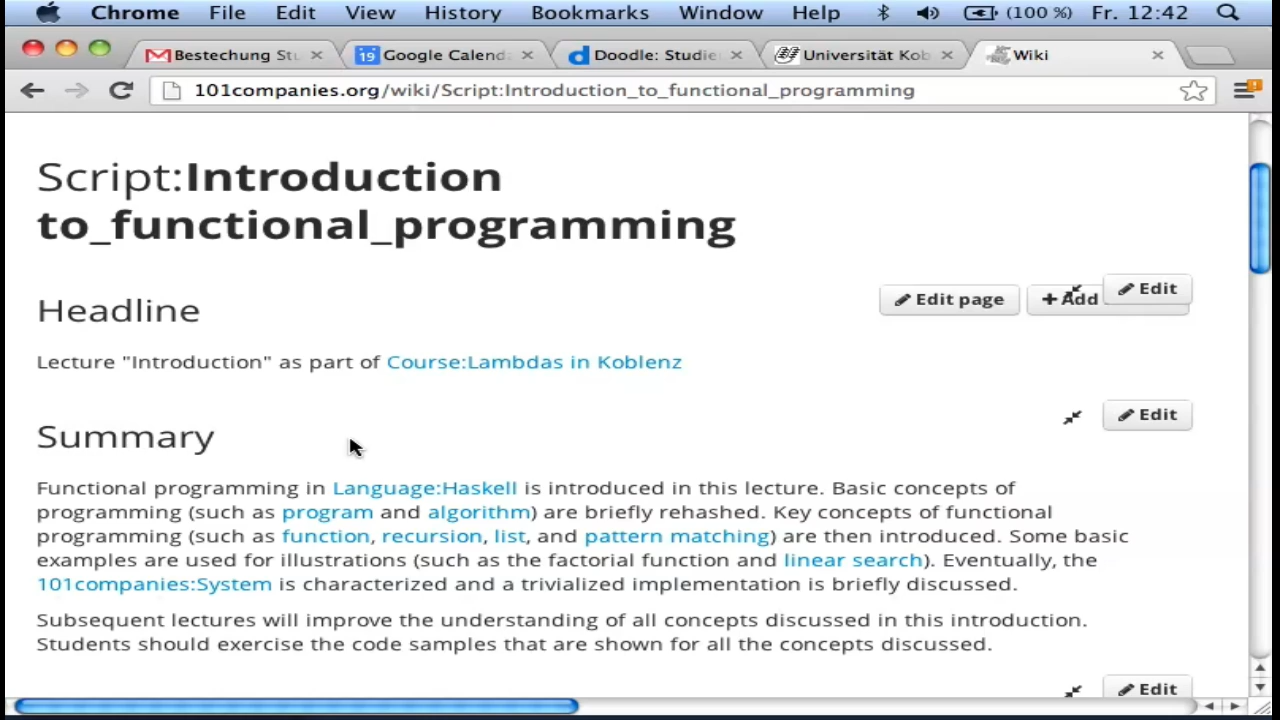 Chrome File Edit View History Bookmarks Window Help (100 %) Fr. 12:42
Bestechung Stu Google Calend Doodle: Studie Universität Kob Wiki
101companies.org/wiki/Script:Introduction_to_functional_programming
Script:Introduction
to_functional_programming
Edit
Edit page Add
Headline
Lecture "Introduction" as part of Course:Lambdas in Koblenz
Edit
Summary
Functional programming in Language:Haskell is introduced in this lecture. Basic concepts of
programming (such as program and algorithm) are briefly rehashed. Key concepts of functional
programming (such as function, recursion, list, and pattern matching) are then introduced. Some basic
examples are used for illustrations (such as the factorial function and linear search). Eventually, the
101companies:System is characterized and a trivialized implementation is briefly discussed.
Subsequent lectures will improve the understanding of all concepts discussed in this introduction.
Students should exercise the code samples that are shown for all the concepts discussed.
Edit